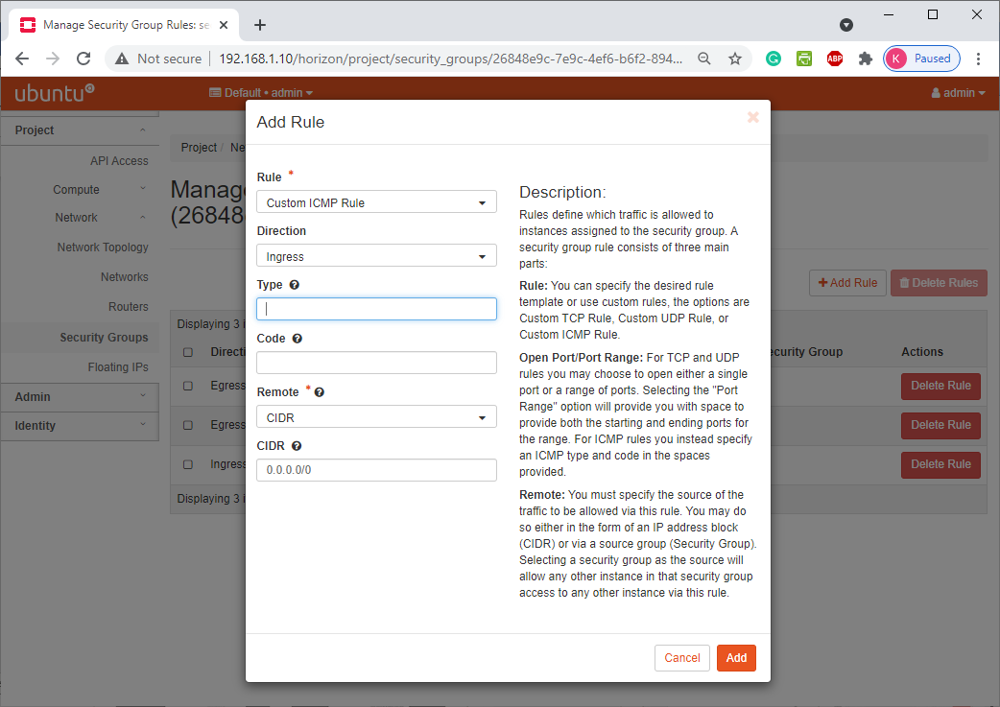 Manage Security Group Rules: se
Not secure
192.168.1.10/horizon/project/security_groups/26848e9c-7e9c-4ef6-b6f2-894...
ABP
K Paused
ubuntu
Default • admin
admin
Project
API Access
Compute
Network
Network Topology
Networks
Routers
Security Groups
Floating IPs
Admin
Identity
Project / Ne
Manage
(26848
Add Rule
Delete Rules
Displaying 3 i
Directi
ecurity Group
Actions
Egress
Delete Rule
Egress
Delete Rule
Ingress
Delete Rule
Displaying 3 i
Add Rule
Rule *
Custom ICMP Rule
Direction
Ingress
Type
Code
Remote *
CIDR
CIDR
0.0.0.0/0
Description:
Rules define which traffic is allowed to
instances assigned to the security group. A
security group rule consists of three main
parts:
Rule: You can specify the desired rule
template or use custom rules, the options are
Custom TCP Rule, Custom UDP Rule, or
Custom ICMP Rule.
Open Port/Port Range: For TCP and UDP
rules you may choose to open either a single
port or a range of ports. Selecting the "Port
Range" option will provide you with space to
provide both the starting and ending ports for
the range. For ICMP rules you instead specify
an ICMP type and code in the spaces
provided.
Remote: You must specify the source of the
traffic to be allowed via this rule. You may do
so either in the form of an IP address block
(CIDR) or via a source group (Security Group).
Selecting a security group as the source will
allow any other instance in that security group
access to any other instance via this rule.
Cancel
Add